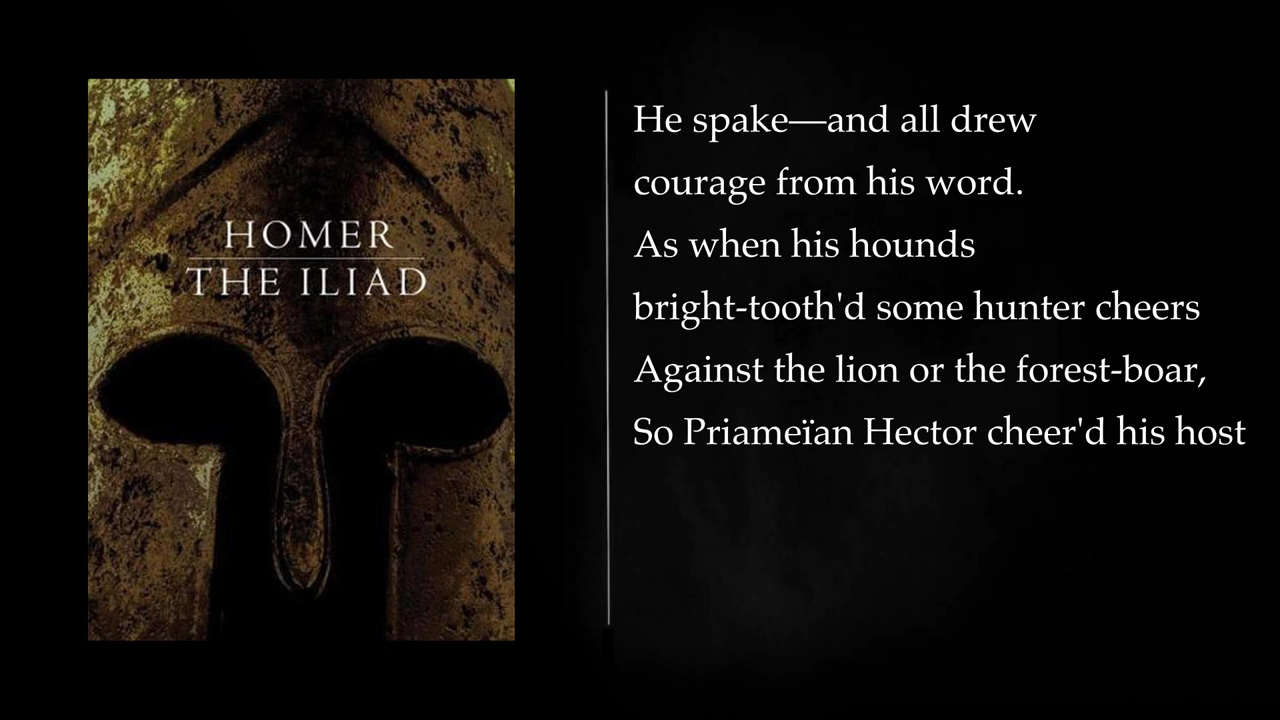 HOMER
THE ILIAD
He spake—and all drew
courage from his word.
As when his hounds
bright-tooth'd some hunter cheers
Against the lion or the forest-boar,
So Priameïan Hector cheer'd his host